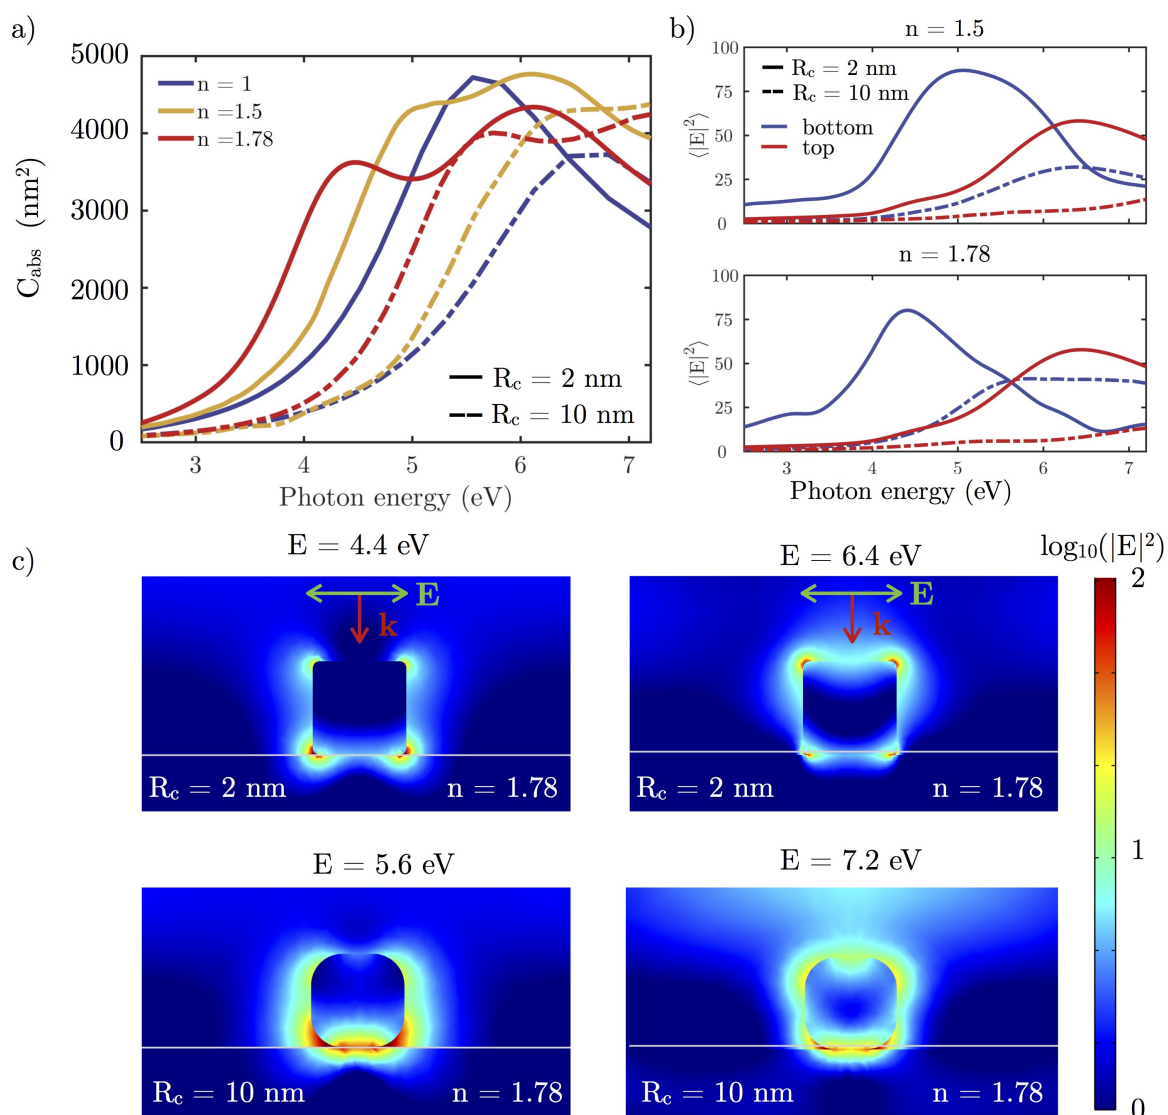 a)
5000
4000
3000
2000
1000
0
C_abs (nm²)
n = 1
n =1.5
n =1.78
R_c = 2 nm
R_c = 10 nm
3 4 5 6 7
Photon energy (eV)
b)
n = 1.5
100
75
50
25
0
⟨|E|²⟩
R_c = 2 nm
R_c = 10 nm
bottom
top
n = 1.78
100
75
50
25
0
⟨|E|²⟩
3 4 5 6 7
Photon energy (eV)
c)
E = 4.4 eV
E
k
R_c = 2 nm n = 1.78
E = 6.4 eV
E
k
R_c = 2 nm n = 1.78
E = 5.6 eV
R_c = 10 nm n = 1.78
E = 7.2 eV
R_c = 10 nm n = 1.78
log₁₀(|E|²)
2
1
0